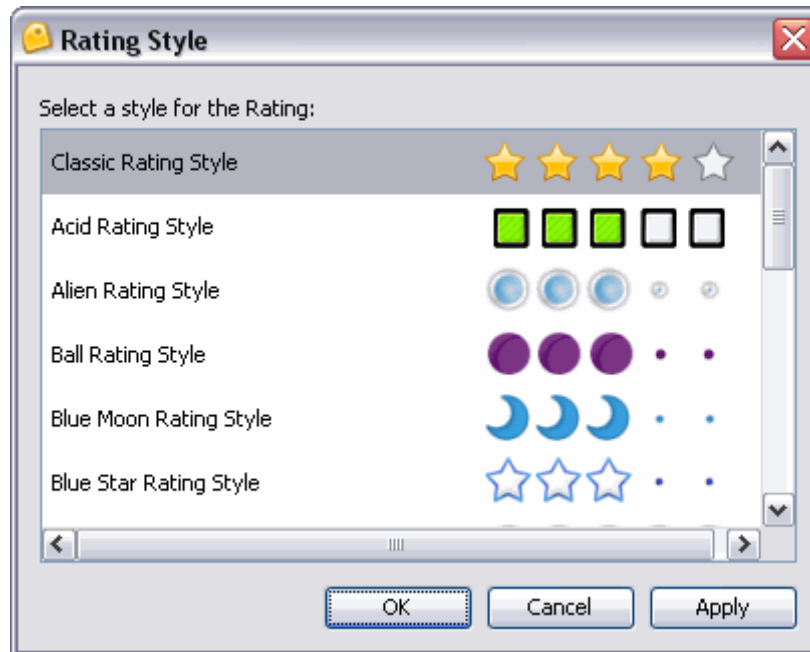 Rating Style
Select a style for the Rating:
Classic Rating Style
Acid Rating Style
Alien Rating Style
Ball Rating Style
Blue Moon Rating Style
Blue Star Rating Style
OK Cancel Apply